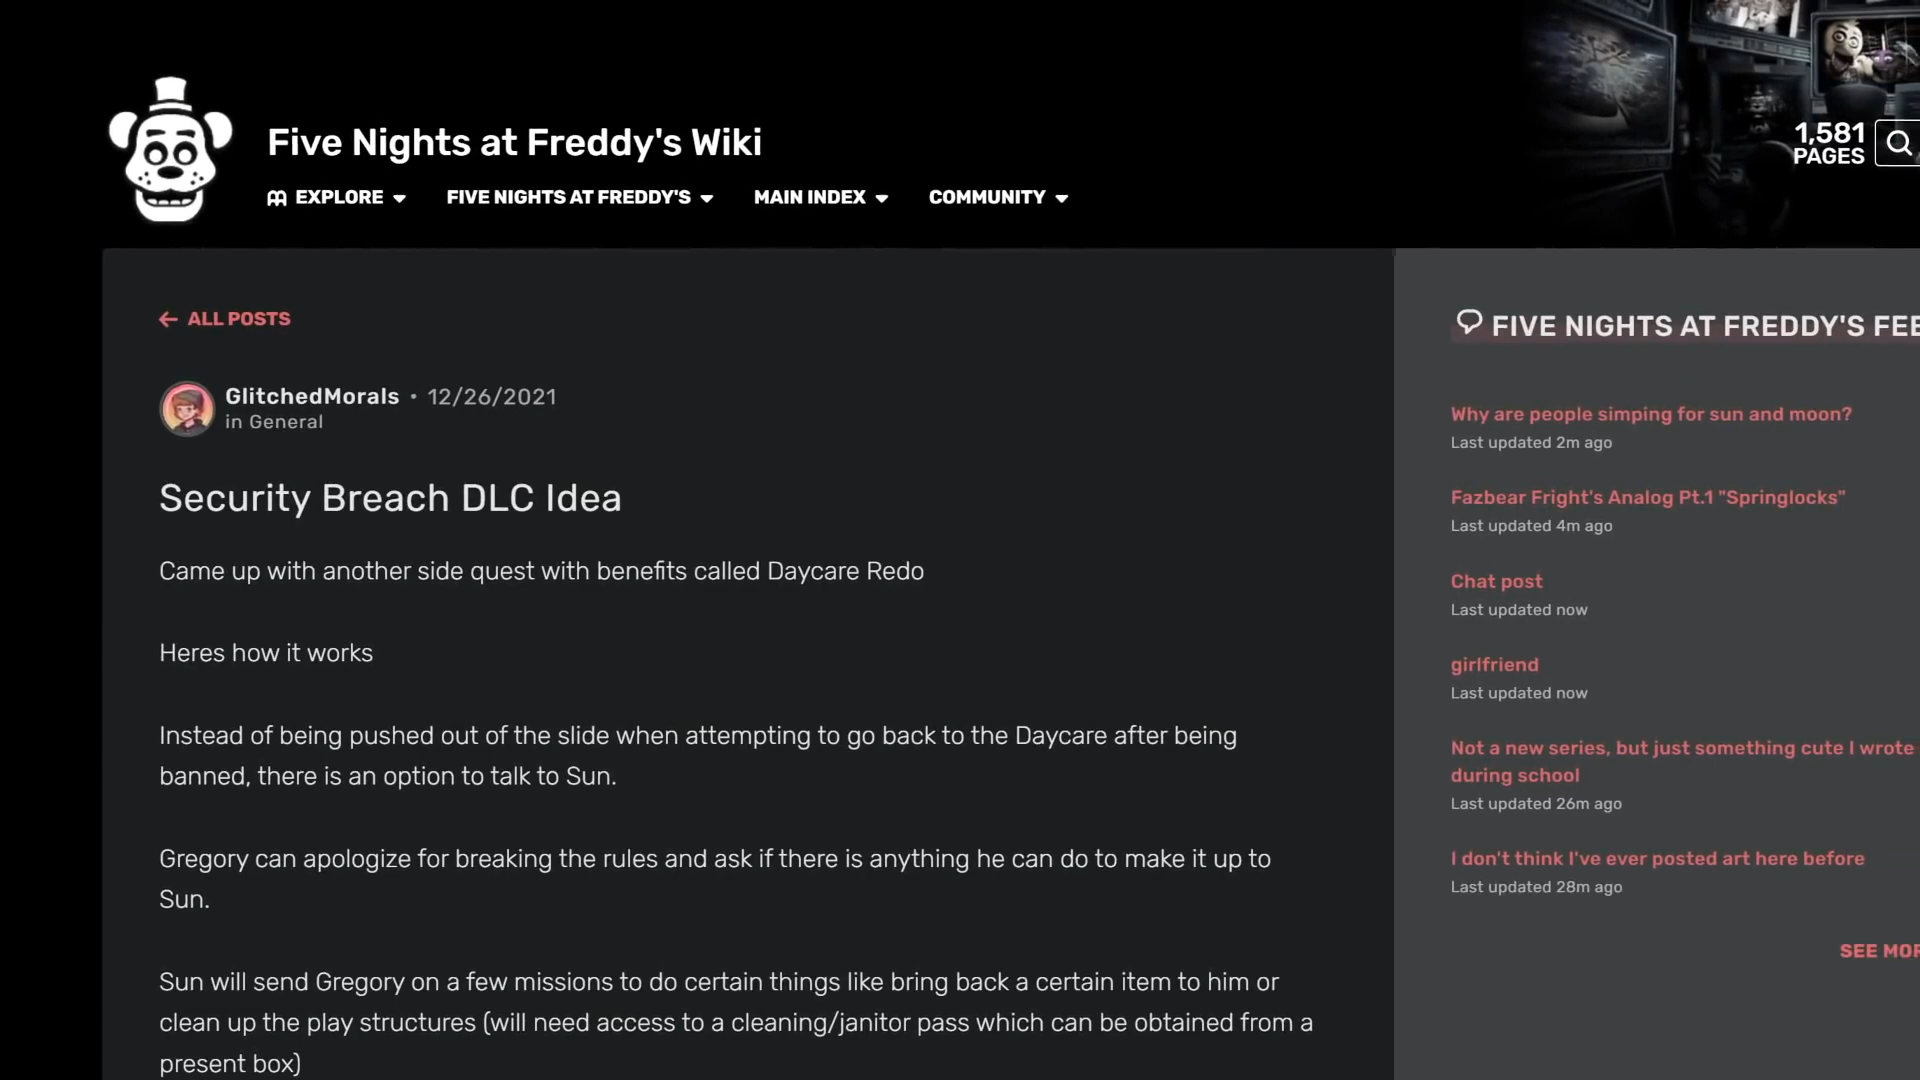 Five Nights at Freddy's Wiki
EXPLORE
FIVE NIGHTS AT FREDDY'S
MAIN INDEX
COMMUNITY
1,581
PAGES
ALL POSTS
GlitchedMorals • 12/26/2021
in General
Security Breach DLC Idea
Came up with another side quest with benefits called Daycare Redo
Heres how it works
Instead of being pushed out of the slide when attempting to go back to the Daycare after being
banned, there is an option to talk to Sun.
Gregory can apologize for breaking the rules and ask if there is anything he can do to make it up to
Sun.
Sun will send Gregory on a few missions to do certain things like bring back a certain item to him or
clean up the play structures (will need access to a cleaning/janitor pass which can be obtained from a
present box)
FIVE NIGHTS AT FREDDY'S FEE
Why are people simping for sun and moon?
Last updated 2m ago
Fazbear Fright's Analog Pt.1 "Springlocks"
Last updated 4m ago
Chat post
Last updated now
girlfriend
Last updated now
Not a new series, but just something cute I wrote
during school
Last updated 26m ago
I don't think I've ever posted art here before
Last updated 28m ago
SEE MOR